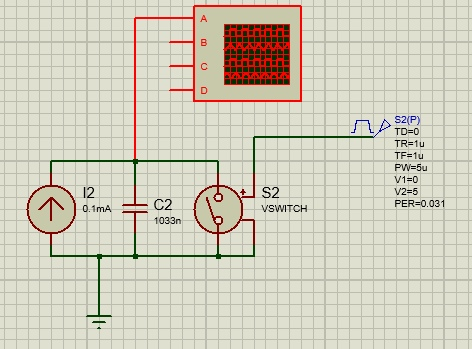 A
B
C
D
S2(P)
TD=0
TR=1u
TF=1u
PW=5u
V1=0
V2=5
PER=0.031
I2
0.1mA
C2
1033n
S2
VSWITCH